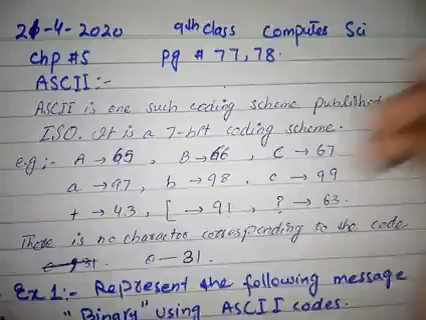 21-4-2020 9th class Computer Sci
Chp #5 pg # 77,78.
ASCII:-
ASCII is one such coding scheme published
ISO. It is a 7-bit coding scheme.
e.g:- A → 65 , B → 66 , C → 67
a → 97, b → 98 , c → 99
+ → 43, [ → 91 , ? → 63.
There is no charactor corresponding to the code
0 – 31.
Ex 1:- Represent the following message
"Binary" using ASCII codes.